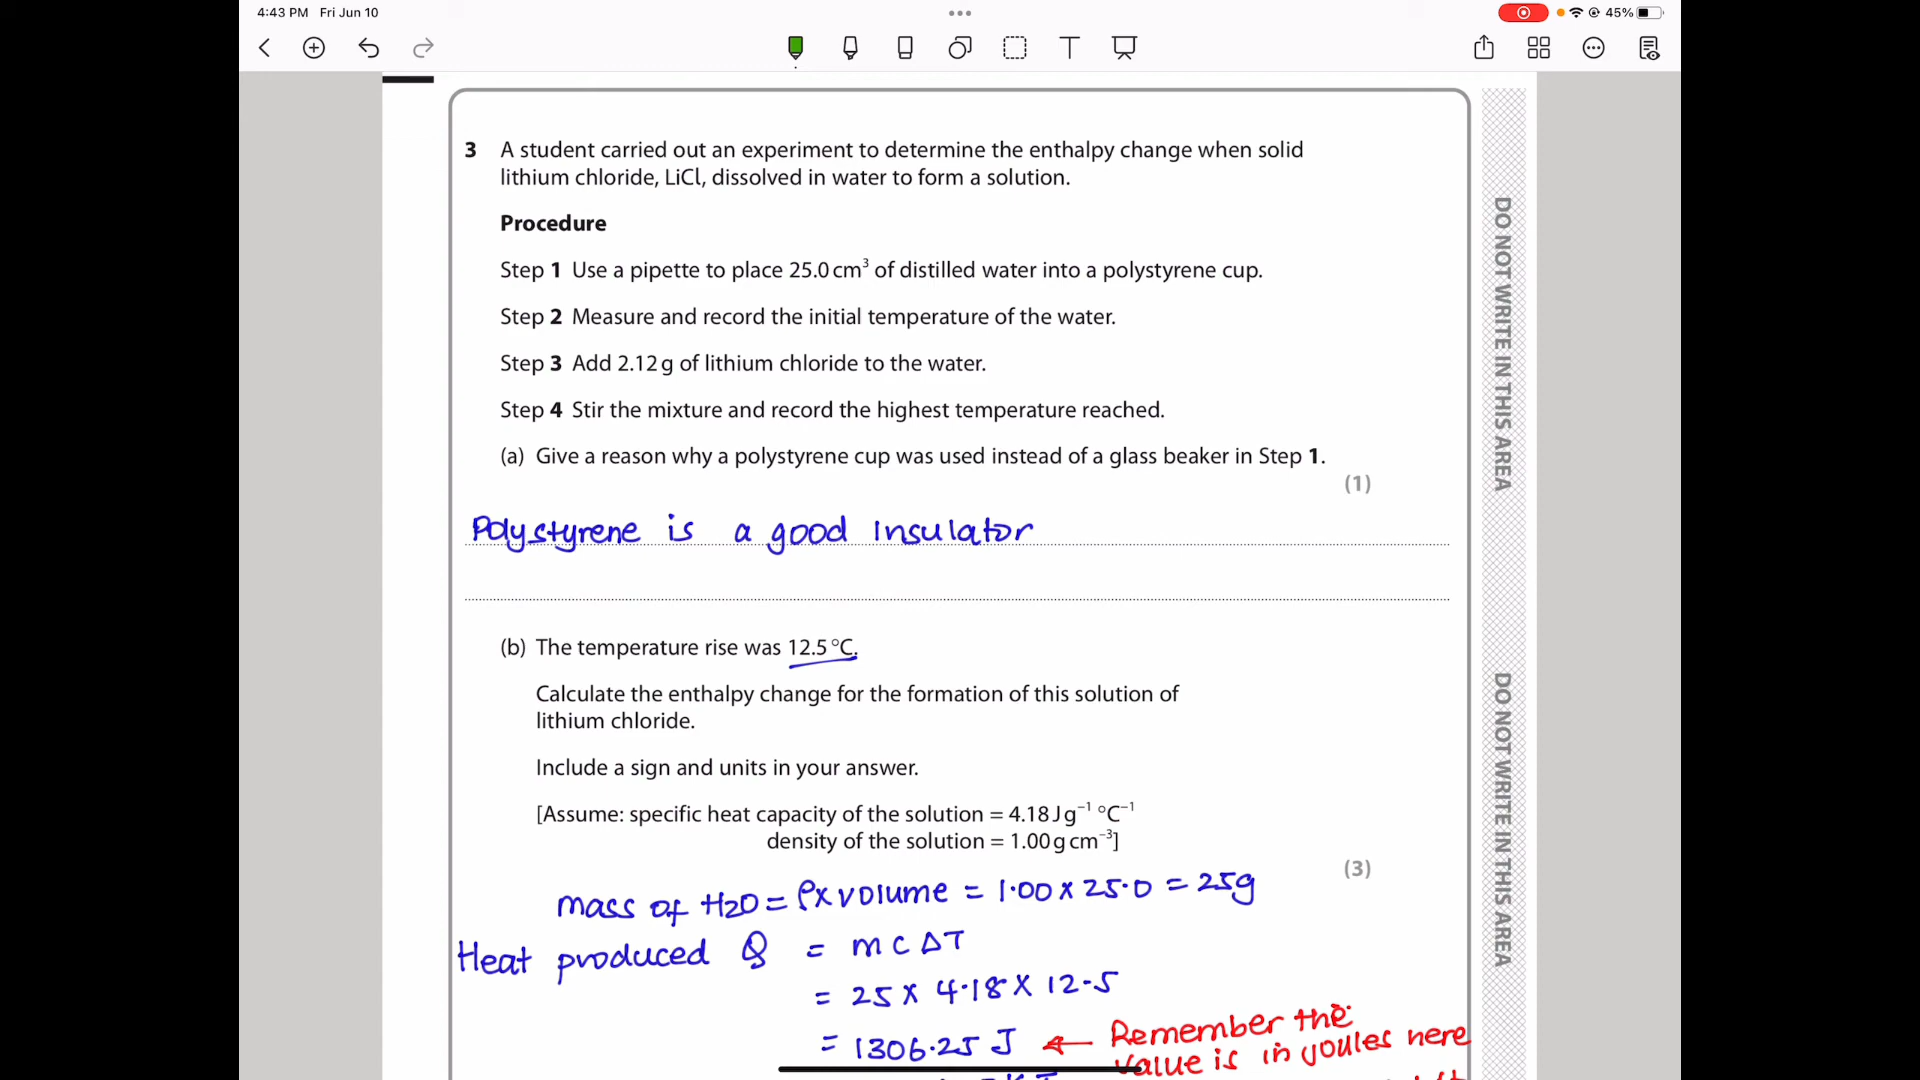 4:43 PM Fri Jun 10
45%
3 A student carried out an experiment to determine the enthalpy change when solid
lithium chloride, LiCl, dissolved in water to form a solution.
Procedure
Step 1 Use a pipette to place 25.0 cm³ of distilled water into a polystyrene cup.
Step 2 Measure and record the initial temperature of the water.
Step 3 Add 2.12 g of lithium chloride to the water.
Step 4 Stir the mixture and record the highest temperature reached.
(a) Give a reason why a polystyrene cup was used instead of a glass beaker in Step 1.
(1)
Polystyrene is a good insulator
(b) The temperature rise was 12.5 °C.
Calculate the enthalpy change for the formation of this solution of
lithium chloride.
Include a sign and units in your answer.
[Assume: specific heat capacity of the solution = 4.18 J g⁻¹ °C⁻¹
density of the solution = 1.00 g cm⁻³]
(3)
mass of H2O = ρ x volume = 1.00 x 25.0 = 25g
Heat produced Q = m c ΔT
= 25 x 4.18 x 12.5
= 1306.25 J ← Remember the
value is in joules here
DO NOT WRITE IN THIS AREA
DO NOT WRITE IN THIS AREA